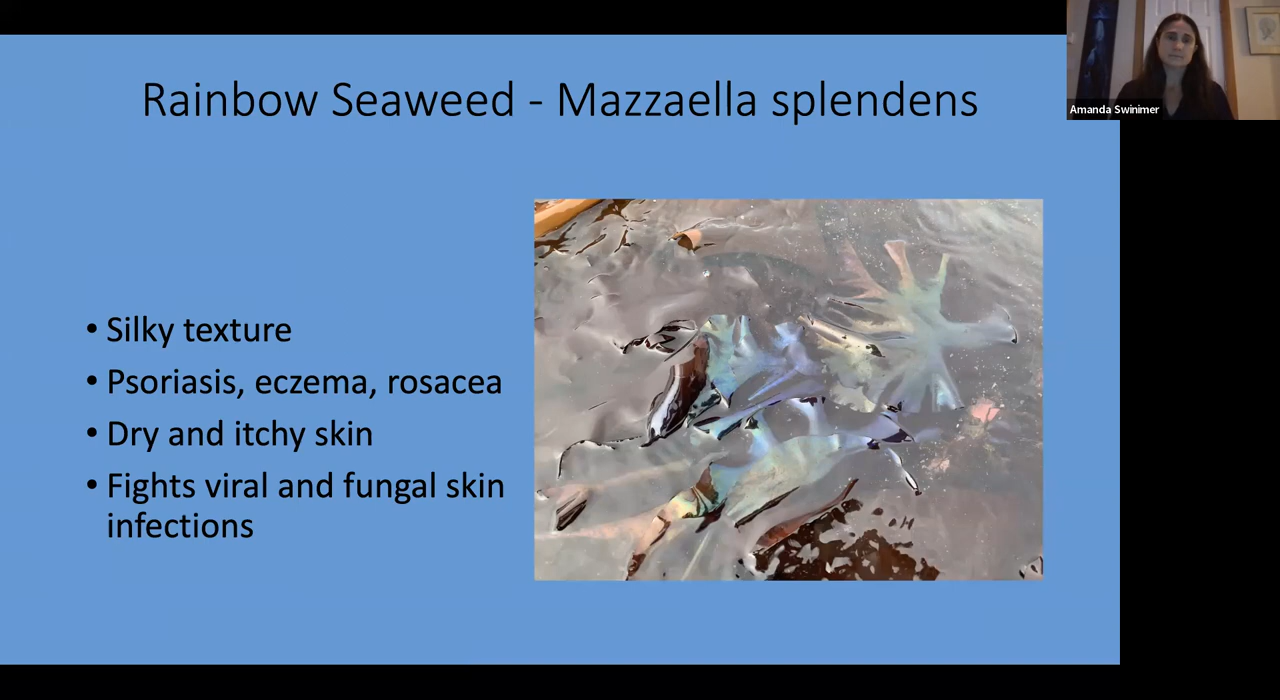 Rainbow Seaweed - Mazzaella splendens
Amanda Swinimer
• Silky texture
• Psoriasis, eczema, rosacea
• Dry and itchy skin
• Fights viral and fungal skin
infections